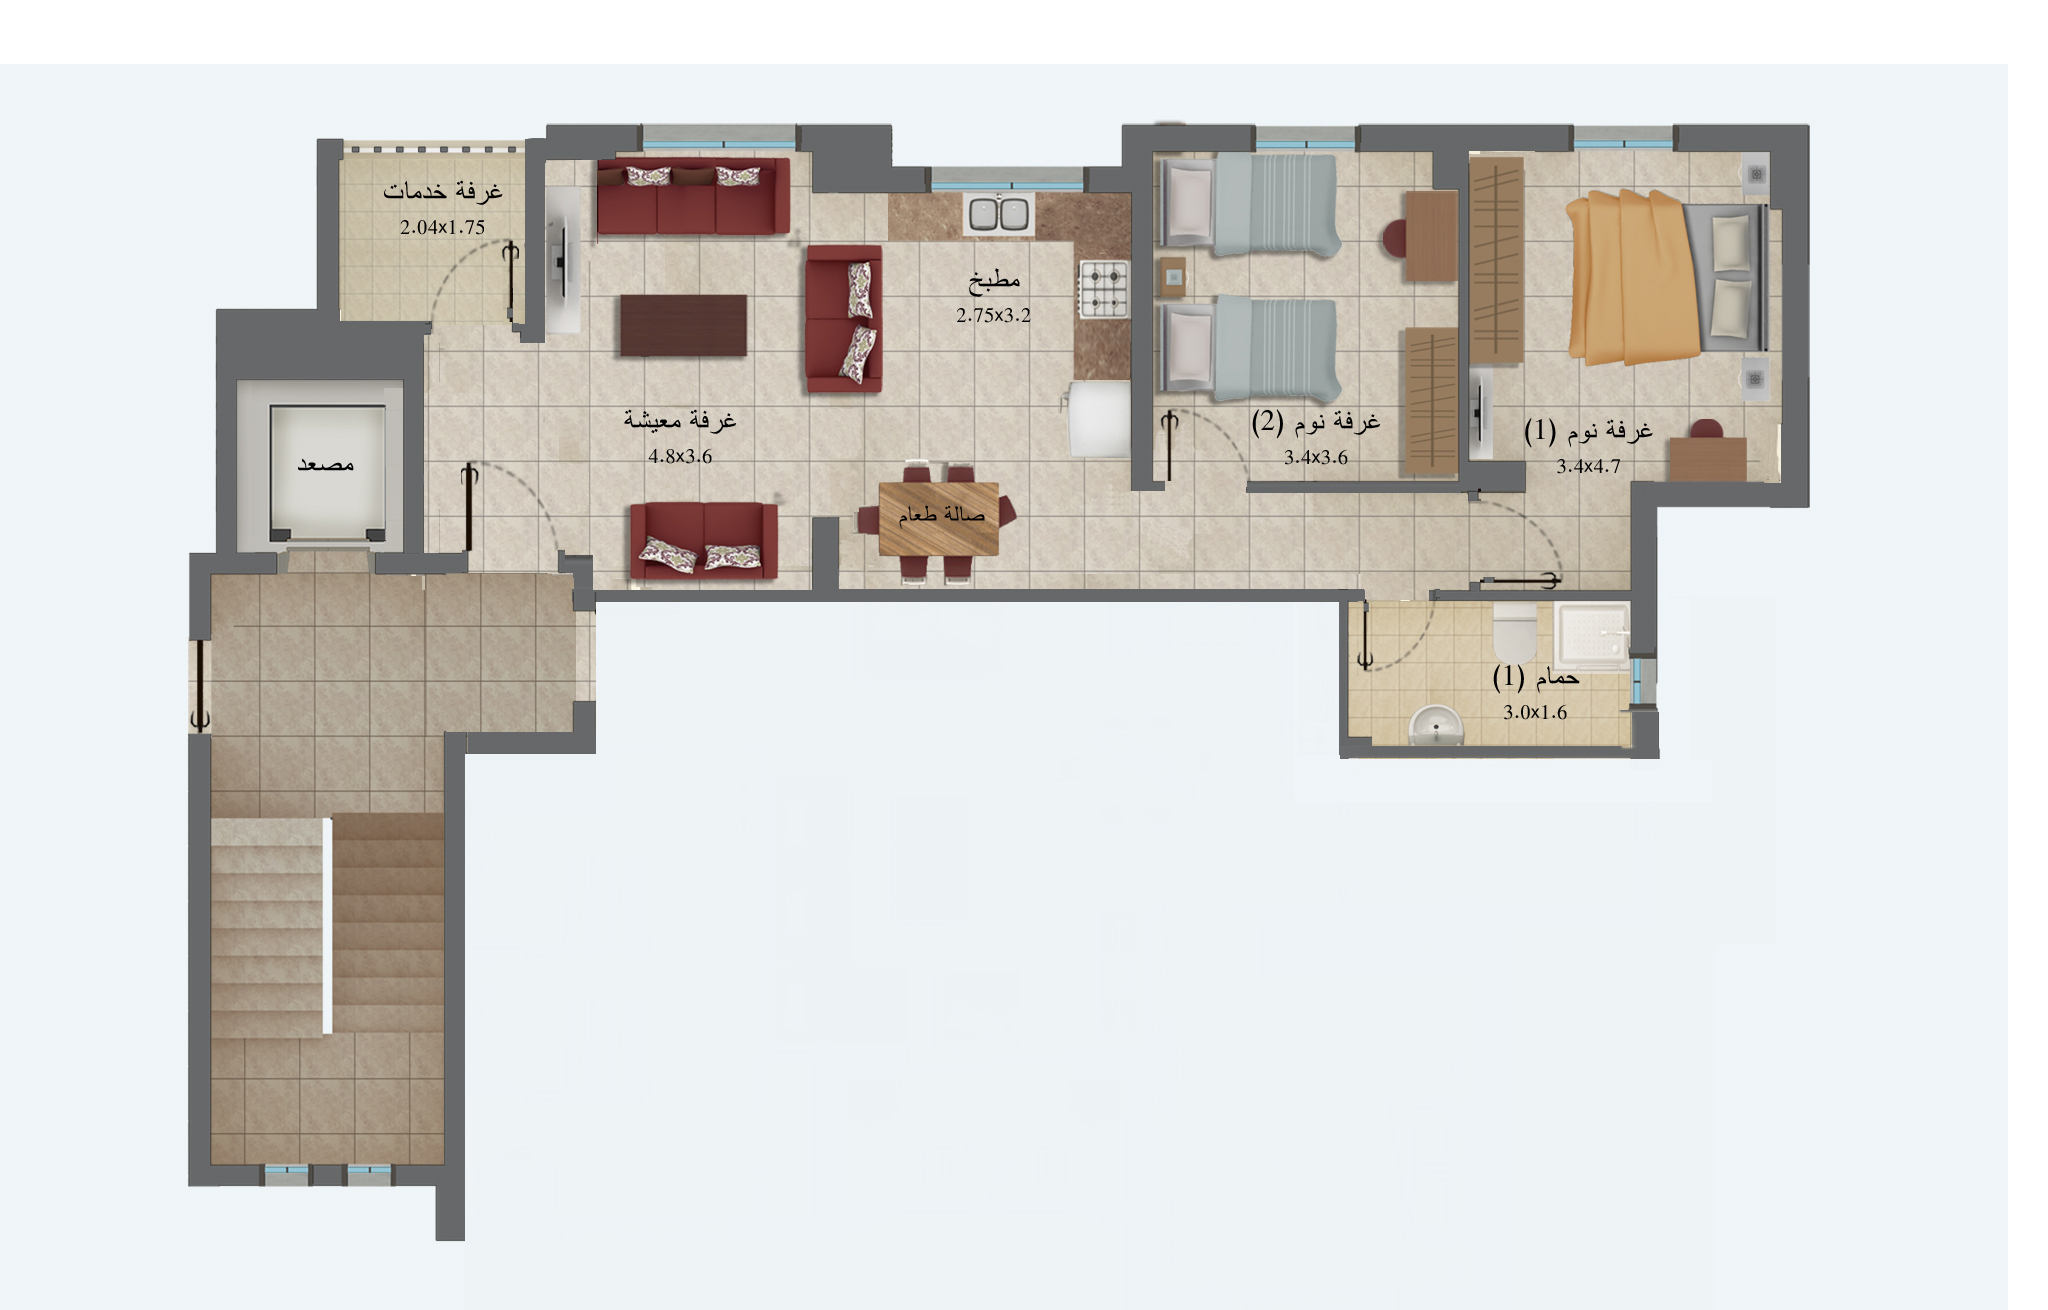 غرفة خدمات
2.04x1.75
مطبخ
2.75x3.2
غرفة معيشة
4.8x3.6
غرفة نوم (2)
3.4x3.6
غرفة نوم (1)
3.4x4.7
مصعد
صالة طعام
حمام (1)
3.0x1.6